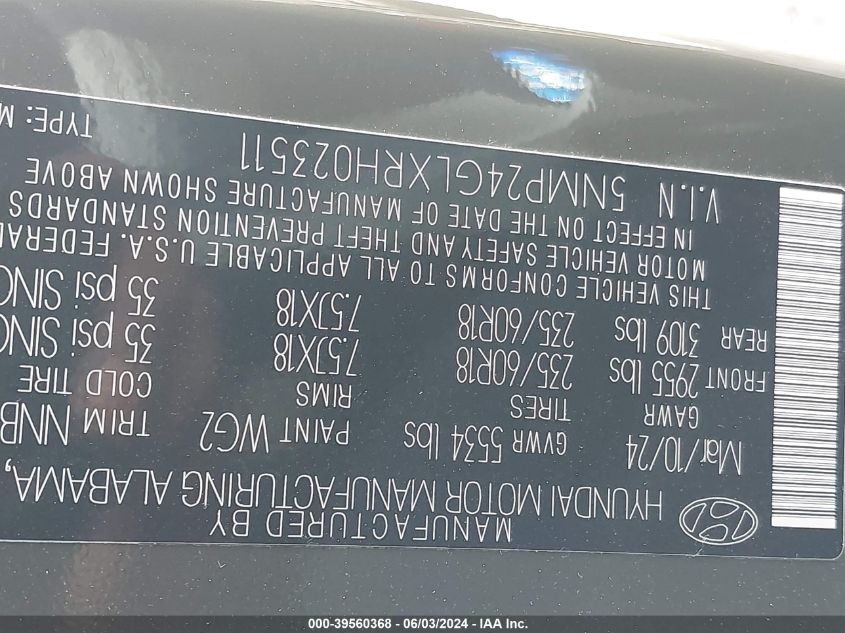 MANUFACTURED BY
HYUNDAI MOTOR MANUFACTURING ALABAMA,
Mar/10/24 GVWR 5534 lbs PAINT WG2 TRIM NNB
GAWR TIRES RIMS COLD TIRE
FRONT 2955 lbs 235/60R18 7.5JX18 35 psi SING
REAR 3109 lbs 235/60R18 7.5JX18 35 psi SING
THIS VEHICLE CONFORMS TO ALL APPLICABLE U.S.A. FEDERAL
MOTOR VEHICLE SAFETY AND THEFT PREVENTION STANDARDS
IN EFFECT ON THE DATE OF MANUFACTURE SHOWN ABOVE
V.I.N 5NMP24GLXRH023511 TYPE: M
000-39560368 - 06/03/2024 - IAA Inc.